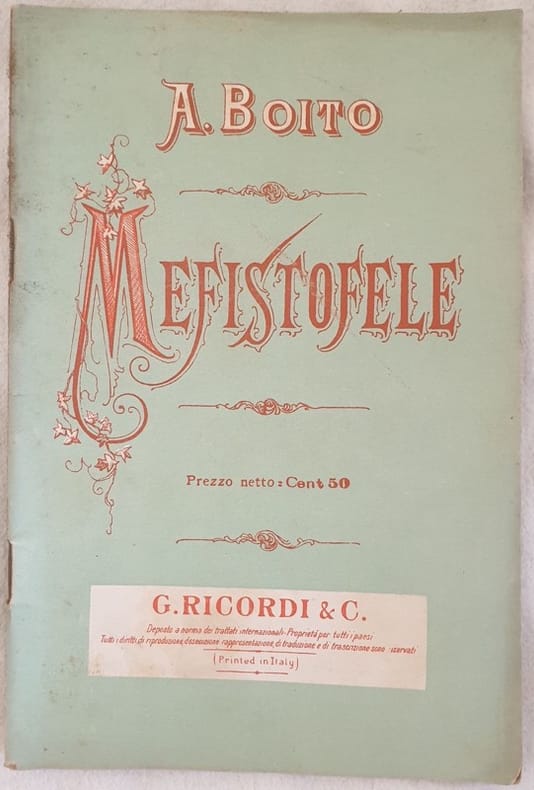 A. BOITO
MEFISTOFELE
Prezzo netto: Cent 50
G. RICORDI & C.
Deposto a norma dei trattati internazionali. Proprietà per tutti i paesi
Tutti i diritti di riproduzione, d'esecuzione rappresentazione, di traduzione e di trascrizione sono riservati
(Printed in Italy)